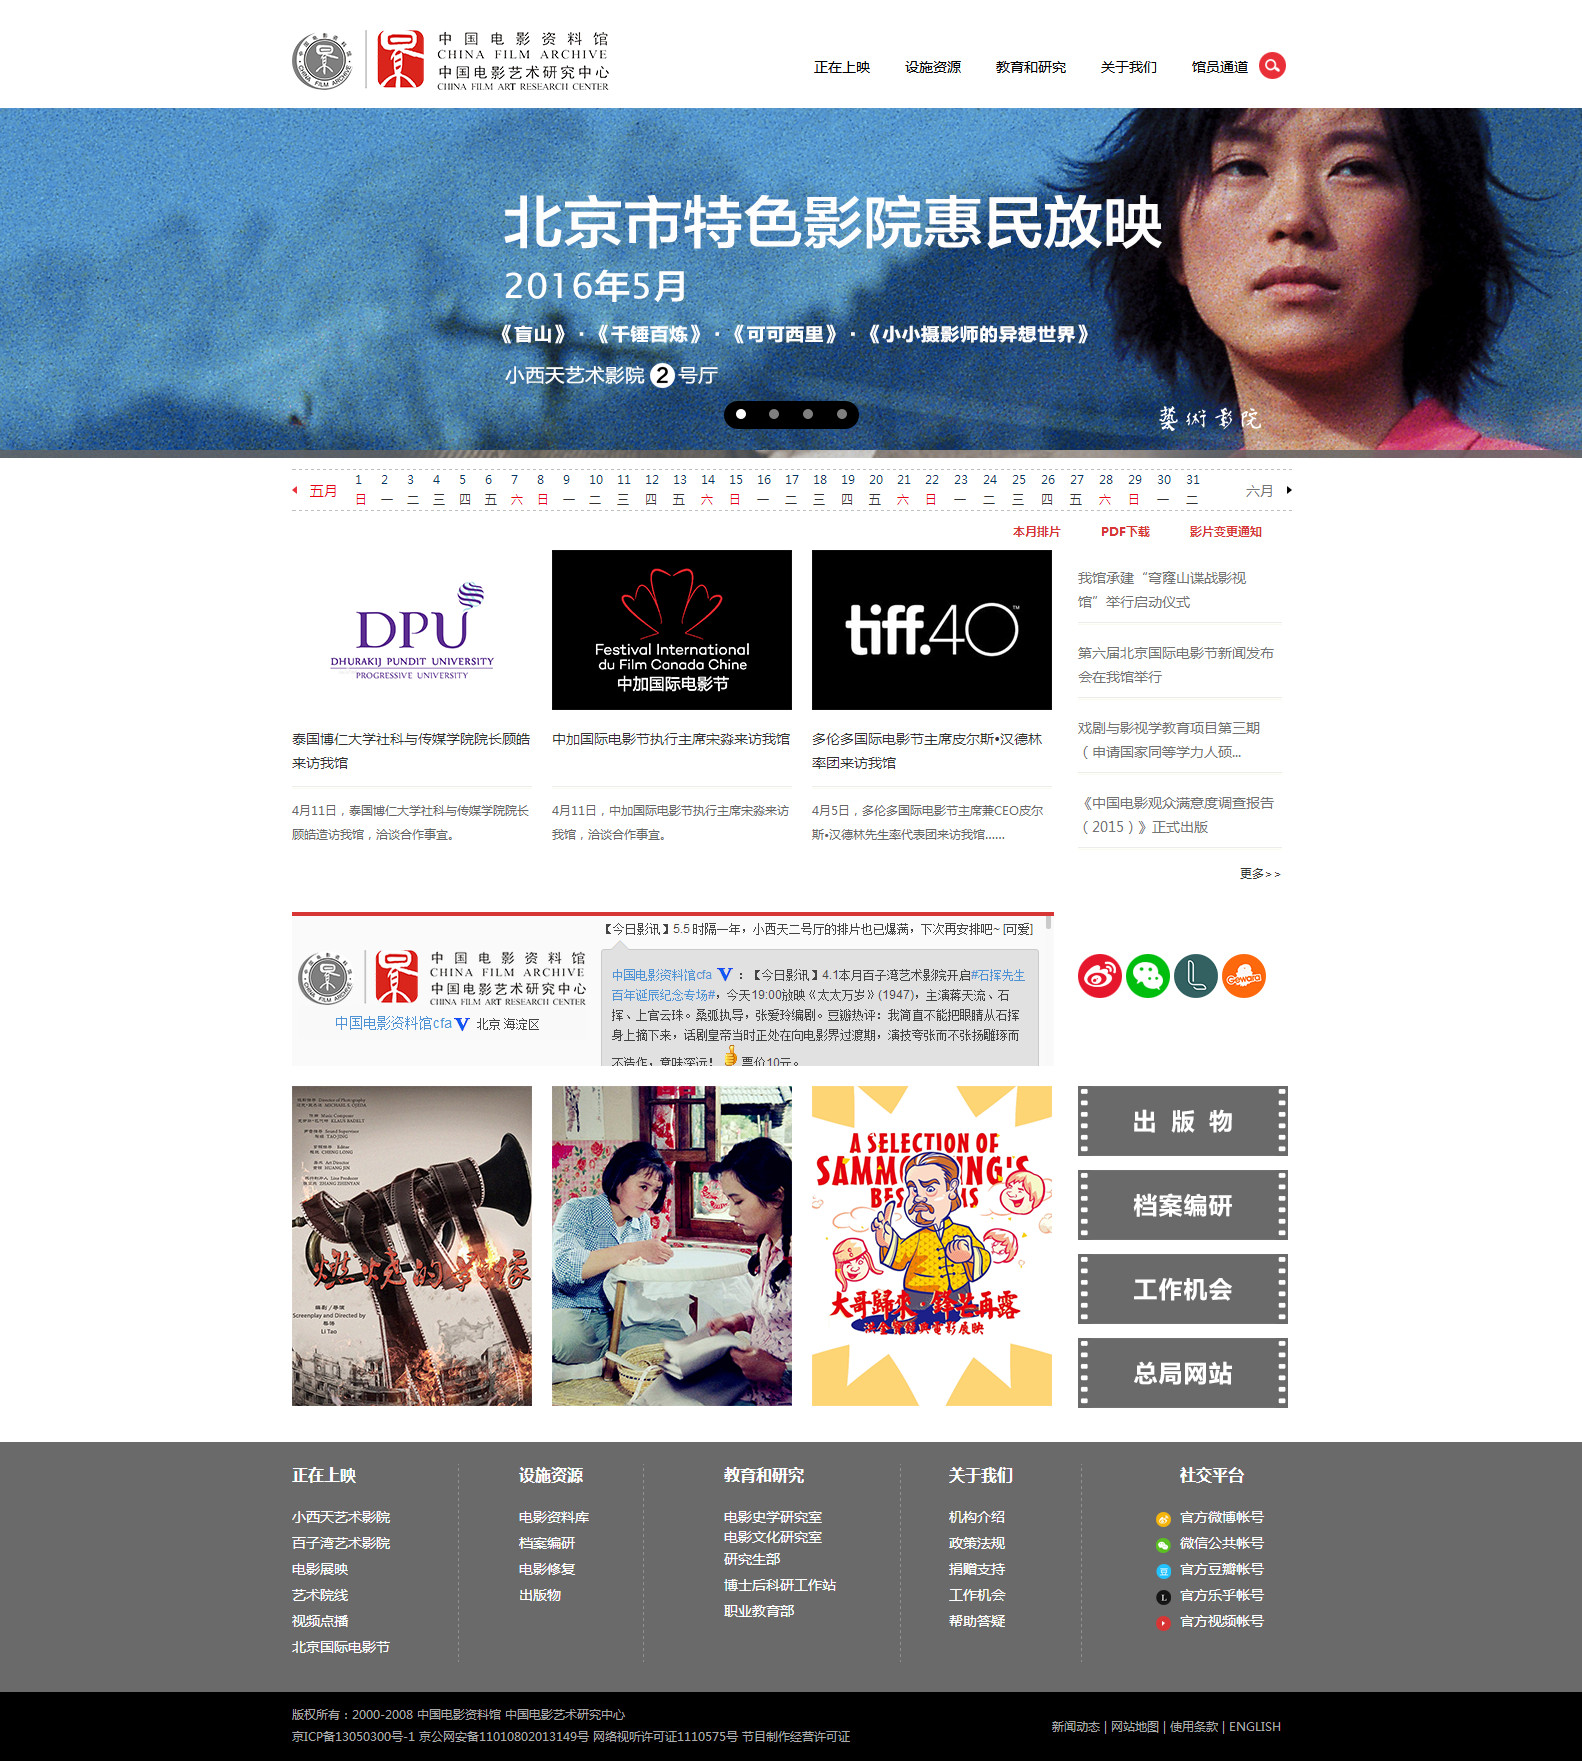 中国电影资料馆
CHINA FILM ARCHIVE
中国电影艺术研究中心
CHINA FILM ART RESEARCH CENTER
正在上映 设施资源 教育和研究 关于我们 馆员通道
北京市特色影院惠民放映
2016年5月
《盲山》·《千锤百炼》·《可可西里》·《小小摄影师的异想世界》
小西天艺术影院 2 号厅
藝術影院
五月 1 2 3 4 5 6 7 8 9 10 11 12 13 14 15 16 17 18 19 20 21 22 23 24 25 26 27 28 29 30 31 六月
日 一 二 三 四 五 六 日 一 二 三 四 五 六 日 一 二 三 四 五 六 日 一 二 三 四 五 六 日 一 二
本月排片 PDF下载 影片变更通知
DPU
DHURAKIJ PUNDIT UNIVERSITY
PROGRESSIVE UNIVERSITY
Festival International
du Film Canada Chine
中加国际电影节
tiff.40™
泰国博仁大学社科与传媒学院院长顾皓
来访我馆
4月11日，泰国博仁大学社科与传媒学院院长
顾皓造访我馆，洽谈合作事宜。
中加国际电影节执行主席宋淼来访我馆
4月11日，中加国际电影节执行主席宋淼来访
我馆，洽谈合作事宜。
多伦多国际电影节主席皮尔斯•汉德林
率团来访我馆
4月5日，多伦多国际电影节主席兼CEO皮尔
斯•汉德林先生率代表团来访我馆......
我馆承建“穹窿山谍战影视
馆”举行启动仪式
第六届北京国际电影节新闻发布
会在我馆举行
戏剧与影视学教育项目第三期
（申请国家同等学力人硕...
《中国电影观众满意度调查报告
（2015）》正式出版
更多>>
中国电影资料馆
CHINA FILM ARCHIVE
中国电影艺术研究中心
CHINA FILM ART RESEARCH CENTER
中国电影资料馆cfa V 北京 海淀区
【今日影讯】5.5 时隔一年，小西天二号厅的排片也已爆满，下次再安排吧~ [可爱]
中国电影资料馆cfa V ：【今日影讯】4.1本月百子湾艺术影院开启#石挥先生
百年诞辰纪念专场#，今天19:00放映《太太万岁》(1947)，主演蒋天流、石
挥、上官云珠。桑弧执导，张爱玲编剧。豆瓣热评：我简直不能把眼睛从石挥
身上摘下来，话剧皇帝当时正处在向电影界过渡期，演技夸张而不张扬雕琢而
不造作，意味深远！ 票价10元。
燃烧的影像
编剧/导演
Screenplay and Directed by
Li Tao
A SELECTION OF
BES
大哥歸來·鋒芒再露
洪金寶經典電影展映
出版物
档案编研
工作机会
总局网站
正在上映
小西天艺术影院
百子湾艺术影院
电影展映
艺术院线
视频点播
北京国际电影节
设施资源
电影资料库
档案编研
电影修复
出版物
教育和研究
电影史学研究室
电影文化研究室
研究生部
博士后科研工作站
职业教育部
关于我们
机构介绍
政策法规
捐赠支持
工作机会
帮助答疑
社交平台
官方微博帐号
微信公共帐号
官方豆瓣帐号
官方乐乎帐号
官方视频帐号
版权所有：2000-2008 中国电影资料馆 中国电影艺术研究中心
京ICP备13050300号-1 京公网安备11010802013149号 网络视听许可证1110575号 节目制作经营许可证
新闻动态 | 网站地图 | 使用条款 | ENGLISH